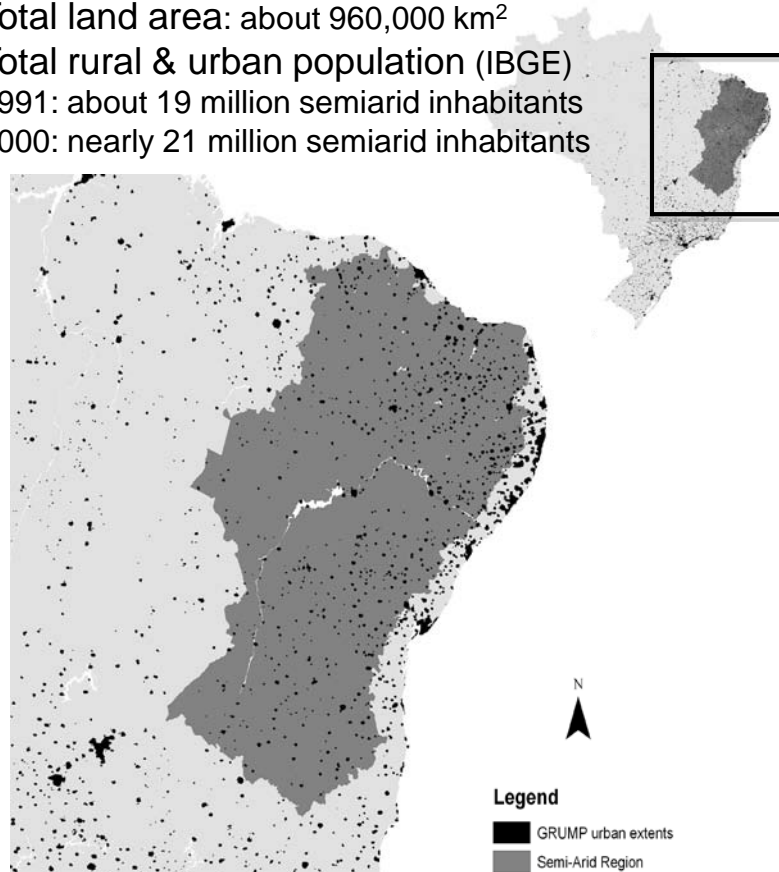 otal land area: about 960,000 km²
otal rural & urban population (IBGE)
991: about 19 million semiarid inhabitants
000: nearly 21 million semiarid inhabitants
N
Legend
GRUMP urban extents
Semi-Arid Region